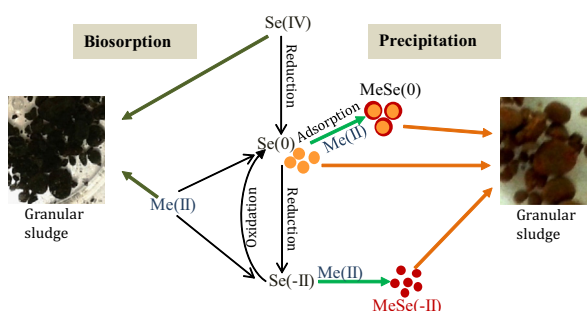 Se(IV)
Biosorption
Precipitation
Reduction
MeSe(0)
Adsorption
Se(0)
Me(II)
Granular
sludge
Me(II)
Oxidation
Reduction
Granular
sludge
Se(-II)
Me(II)
MeSe(-II)